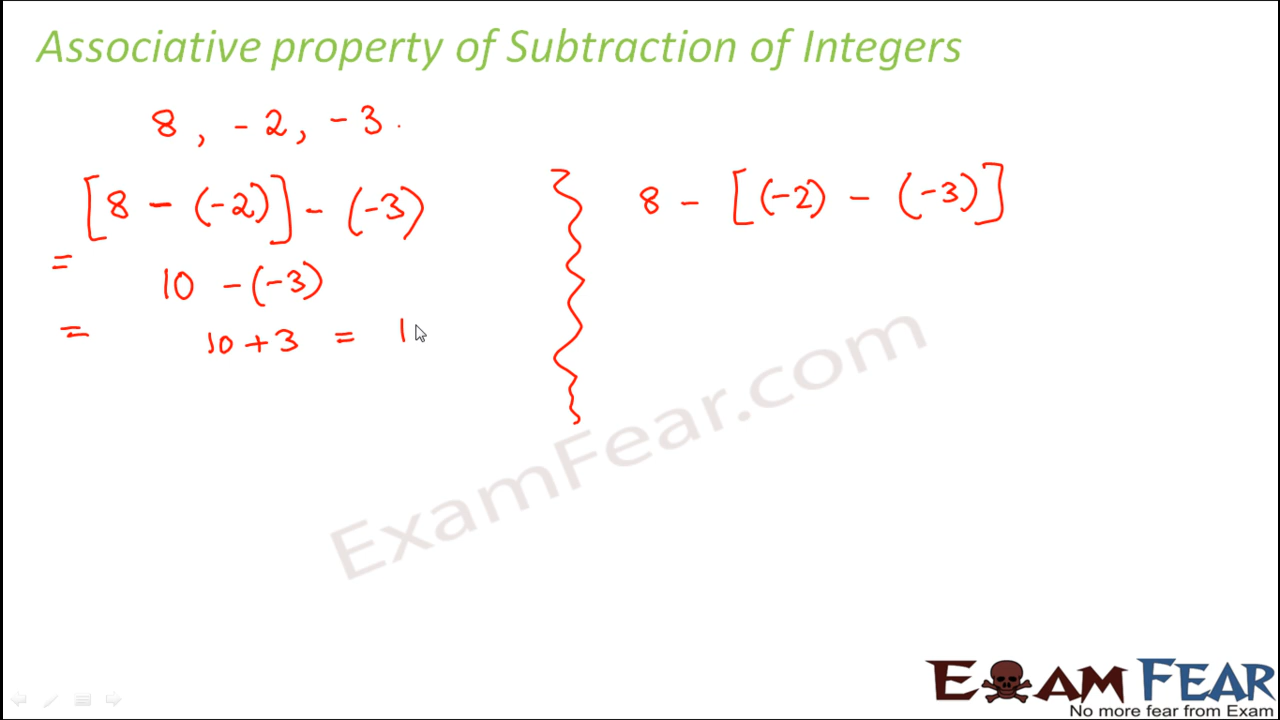 Associative property of Subtraction of Integers
8 , -2, -3.
[8 - (-2)] - (-3)
8 - [(-2) - (-3)]
=
10 - (-3)
= 10 + 3 = 1
ExamFear.com
EXAM FEAR
No more fear from Exam